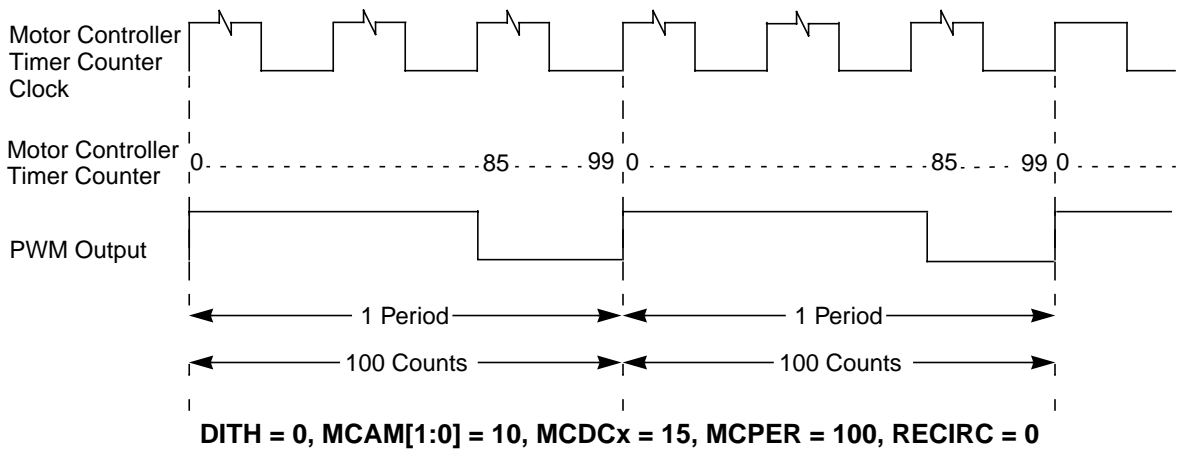 Motor Controller
Timer Counter
Clock
Motor Controller
Timer Counter
0 85 99 0 85 99 0
PWM Output
1 Period 1 Period
100 Counts 100 Counts
DITH = 0, MCAM[1:0] = 10, MCDCx = 15, MCPER = 100, RECIRC = 0